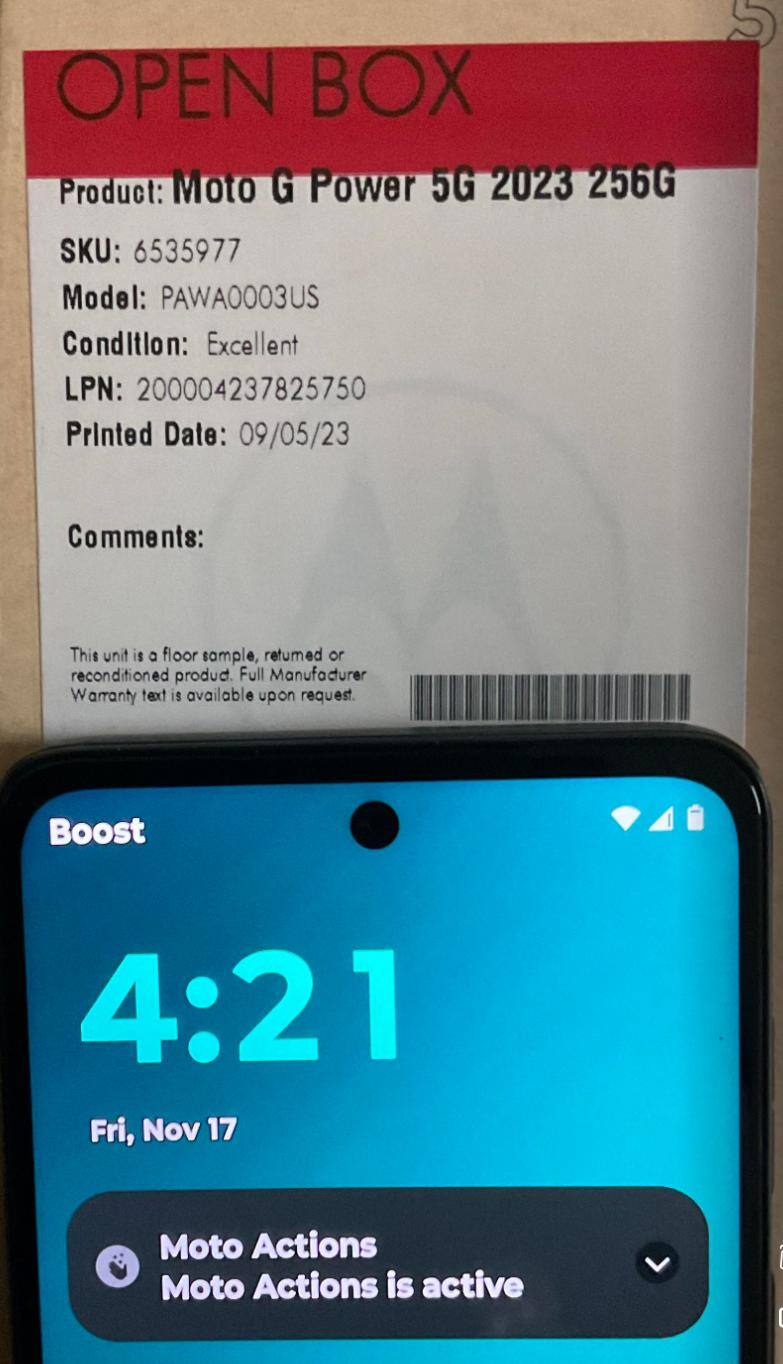 5
OPEN BOX
Product: Moto G Power 5G 2023 256G
SKU: 6535977
Model: PAWA0003US
Condition: Excellent
LPN: 200004237825750
Printed Date: 09/05/23
Comments:
This unit is a floor sample, returned or
reconditioned product. Full Manufacturer
Warranty text is available upon request.
Boost
4:21
Fri, Nov 17
Moto Actions
Moto Actions is active